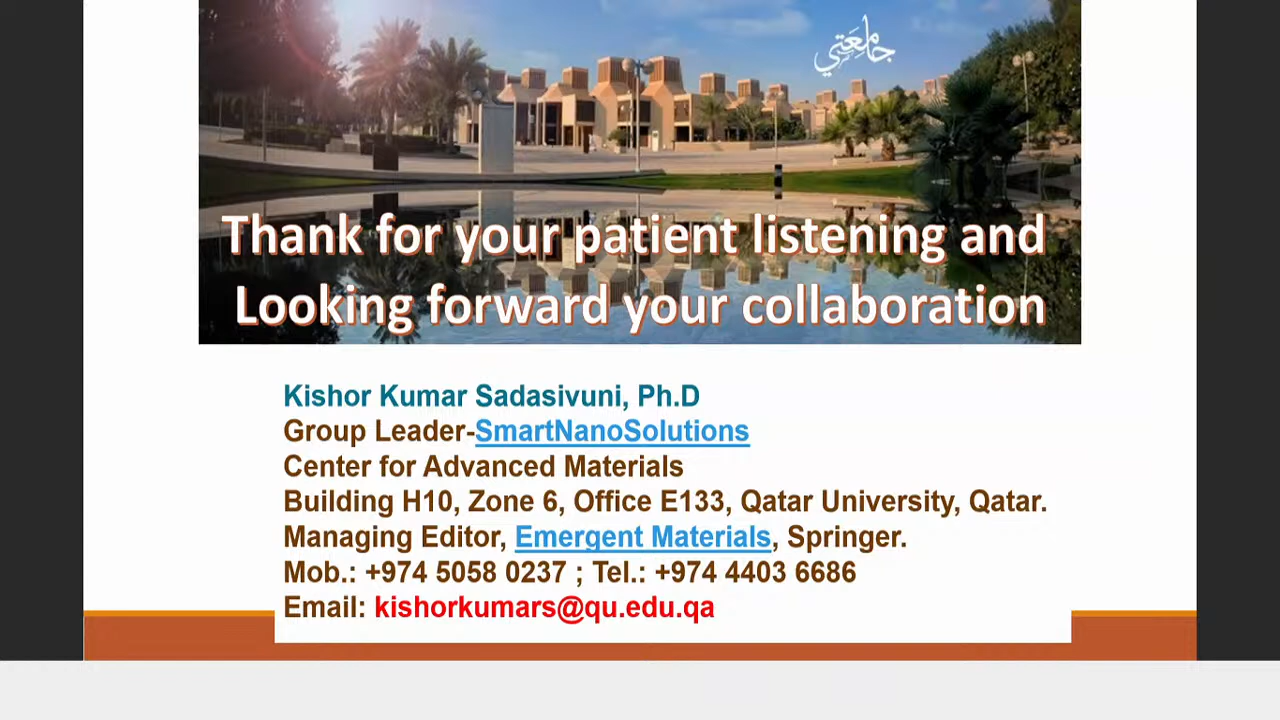 جامعتي
Thank for your patient listening and
Looking forward your collaboration
Kishor Kumar Sadasivuni, Ph.D
Group Leader-SmartNanoSolutions
Center for Advanced Materials
Building H10, Zone 6, Office E133, Qatar University, Qatar.
Managing Editor, Emergent Materials, Springer.
Mob.: +974 5058 0237 ; Tel.: +974 4403 6686
Email: kishorkumars@qu.edu.qa